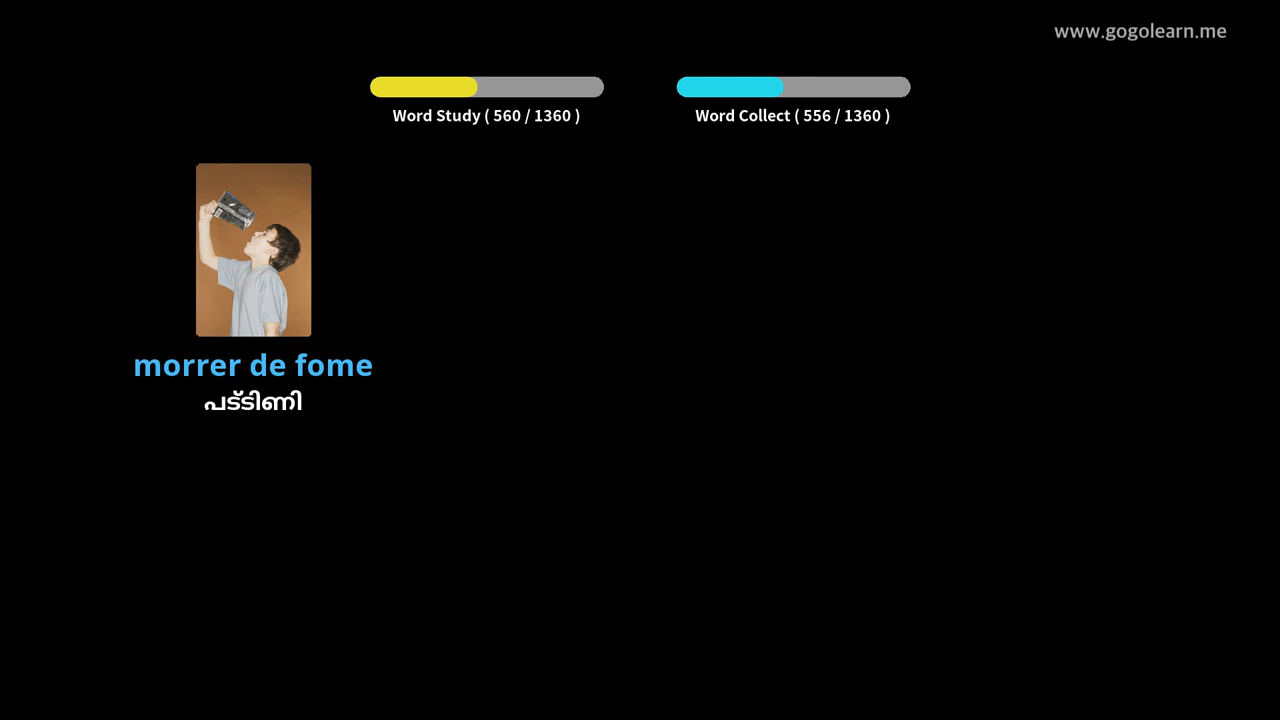 www.gogolearn.me
Word Study ( 560 / 1360 )
Word Collect ( 556 / 1360 )
morrer de fome
പട്ടിണി